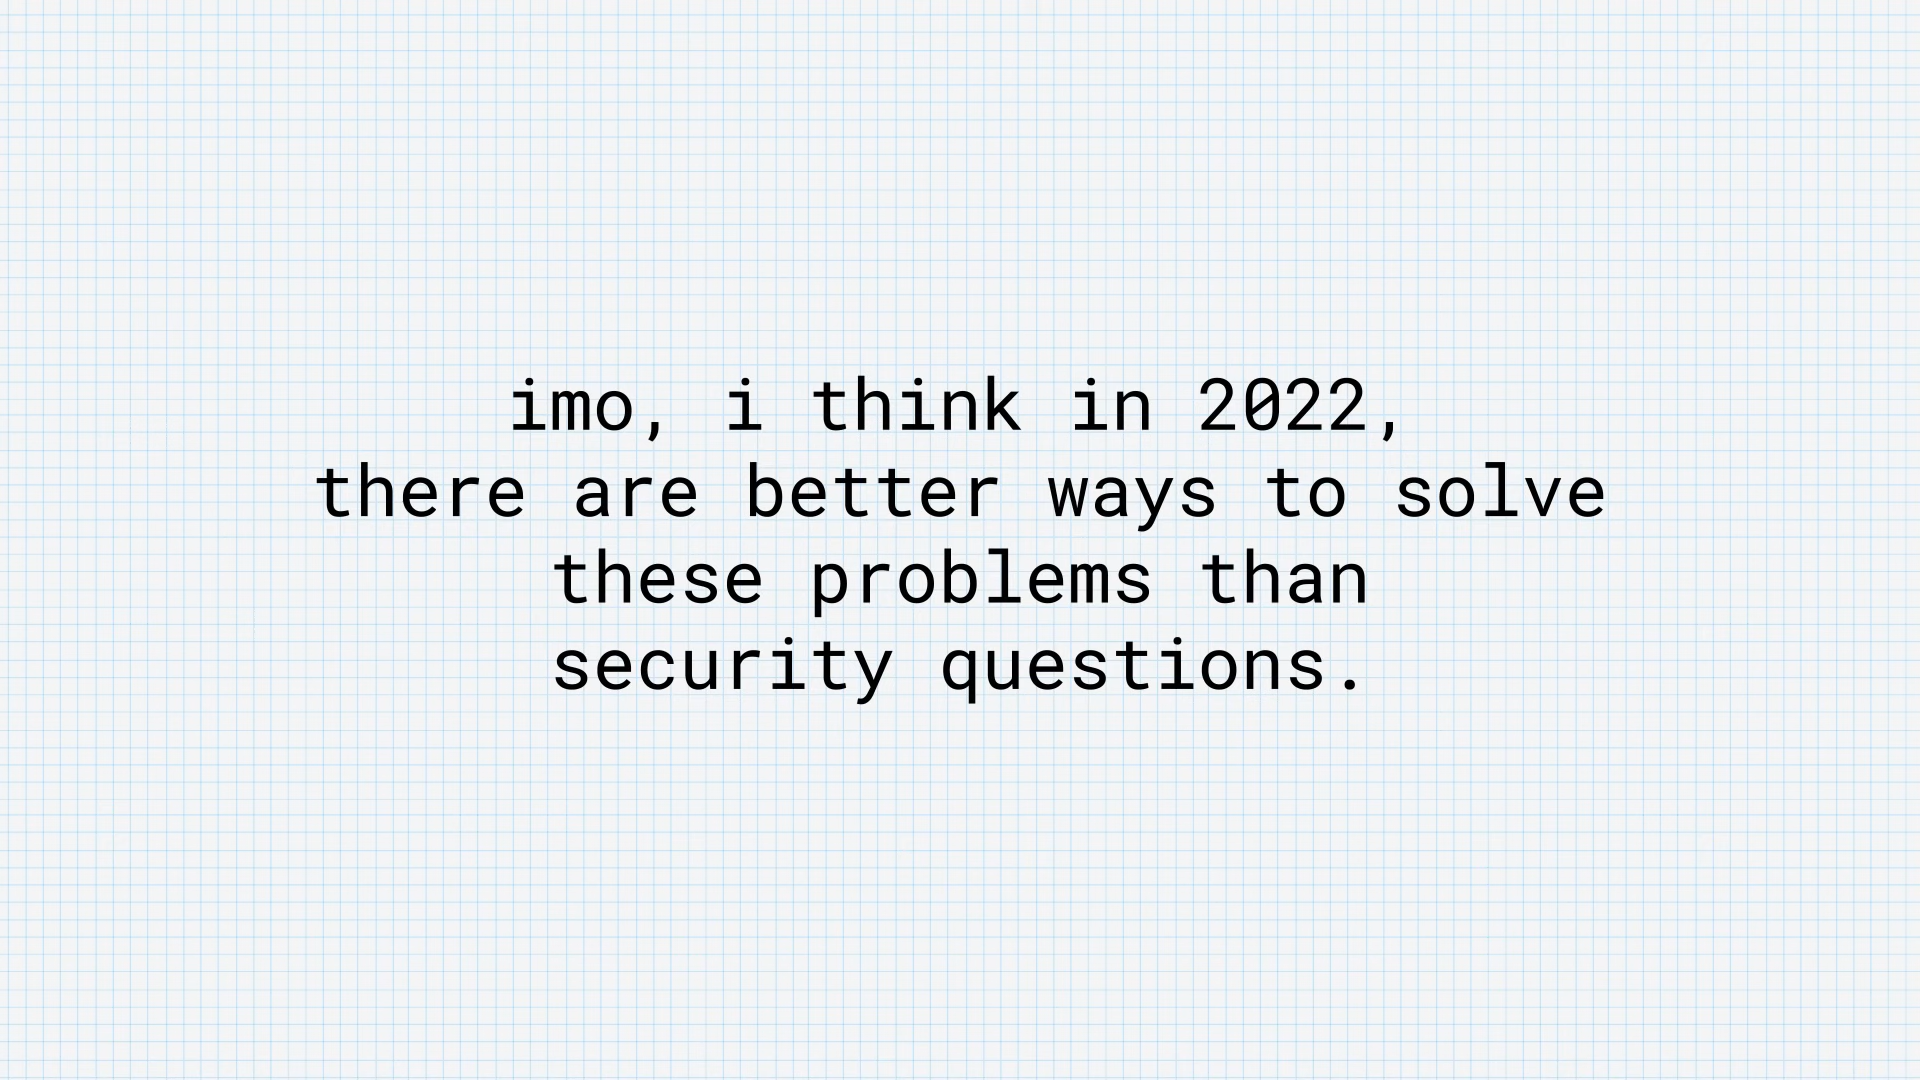 imo, i think in 2022,
there are better ways to solve
these problems than
security questions.